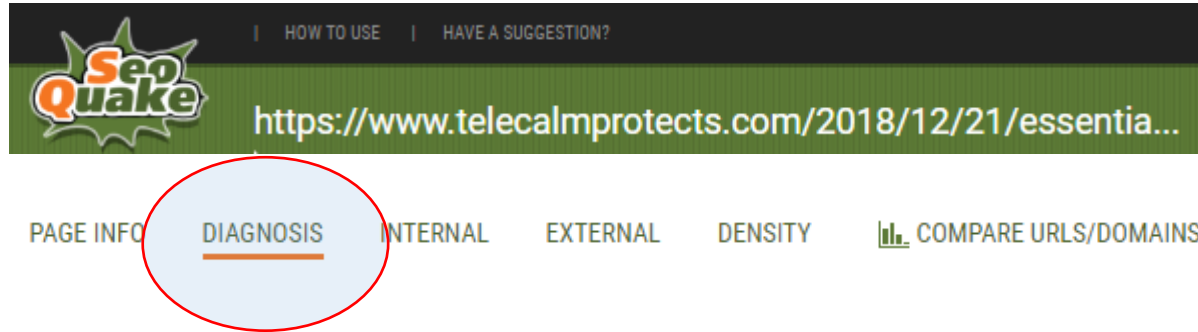 | HOW TO USE | HAVE A SUGGESTION?
Seo
Quake
https://www.telecalmprotects.com/2018/12/21/essentia...
PAGE INFO DIAGNOSIS INTERNAL EXTERNAL DENSITY COMPARE URLS/DOMAINS